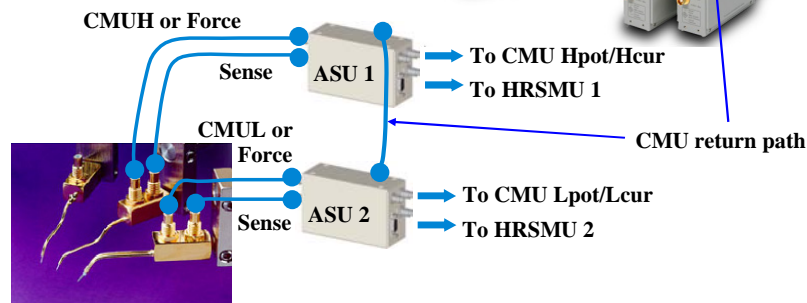 CMUH or Force
Sense
ASU 1
To CMU Hpot/Hcur
To HRSMU 1
CMUL or
Force
CMU return path
Sense
ASU 2
To CMU Lpot/Lcur
To HRSMU 2